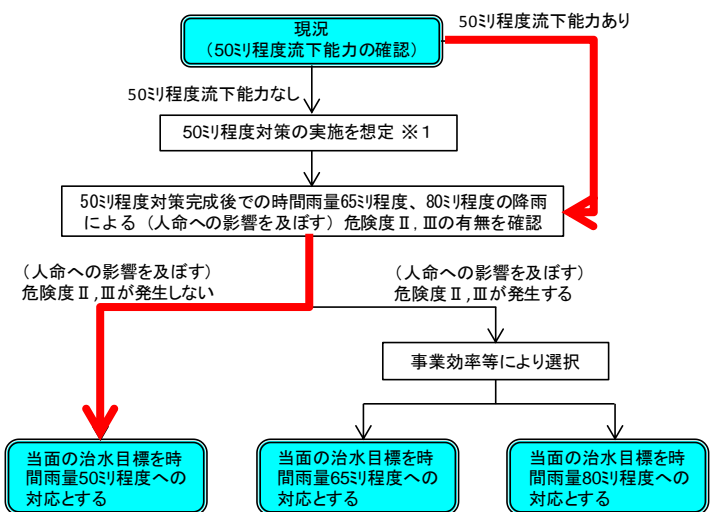 50ミリ程度流下能力あり
現況
（50ミリ程度流下能力の確認）
50ミリ程度流下能力なし
50ミリ程度対策の実施を想定 ※１
50ミリ程度対策完成後での時間雨量65ミリ程度、80ミリ程度の降雨
による（人命への影響を及ぼす）危険度Ⅱ,Ⅲの有無を確認
（人命への影響を及ぼす）
危険度Ⅱ,Ⅲが発生しない
（人命への影響を及ぼす）
危険度Ⅱ,Ⅲが発生する
事業効率等により選択
当面の治水目標を時
間雨量50ミリ程度への
対応とする
当面の治水目標を時
間雨量65ミリ程度への
対応とする
当面の治水目標を時
間雨量80ミリ程度への
対応とする